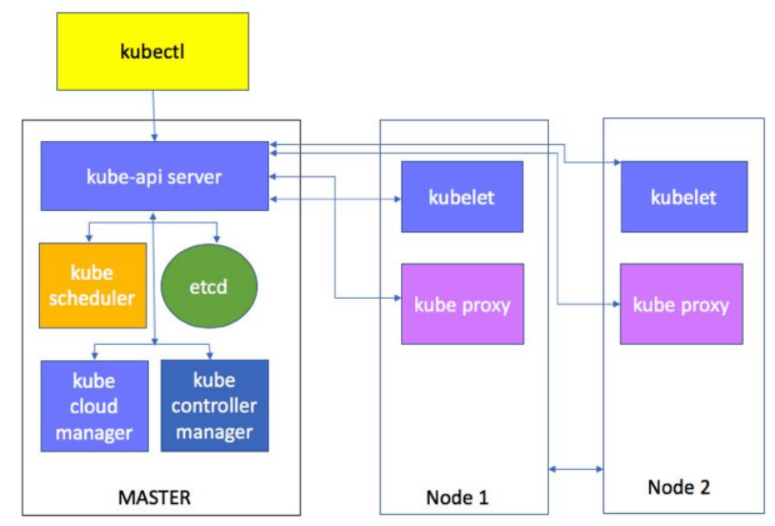 kubectl
kube-api server
kubelet
kubelet
kube
scheduler
etcd
kube proxy
kube proxy
kube
cloud
manager
kube
controller
manager
MASTER
Node 1
Node 2